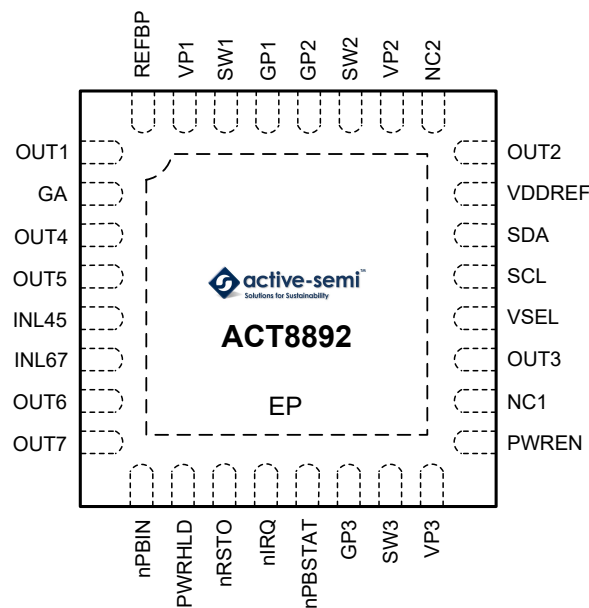 REFBP
VP1
SW1
GP1
GP2
SW2
VP2
NC2
OUT1
GA
OUT4
OUT5
INL45
INL67
OUT6
OUT7
OUT2
VDDREF
SDA
SCL
VSEL
OUT3
NC1
PWREN
active-semi™
Solutions for Sustainability
ACT8892
EP
nPBIN
PWRHLD
nRSTO
nIRQ
nPBSTAT
GP3
SW3
VP3